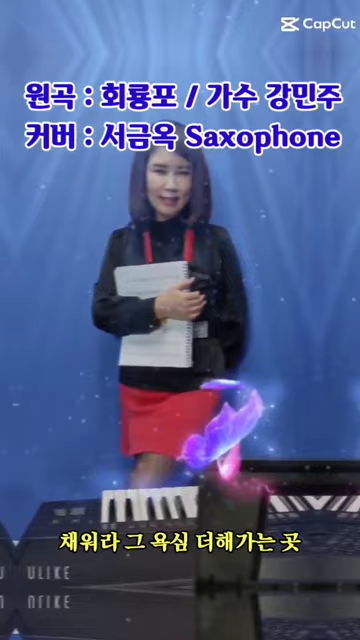 CapCut
원곡 : 회룡포 / 가수 강민주
커버 : 서금옥 Saxophone
채워라 그 욕심 더해가는 곳
ULIKE